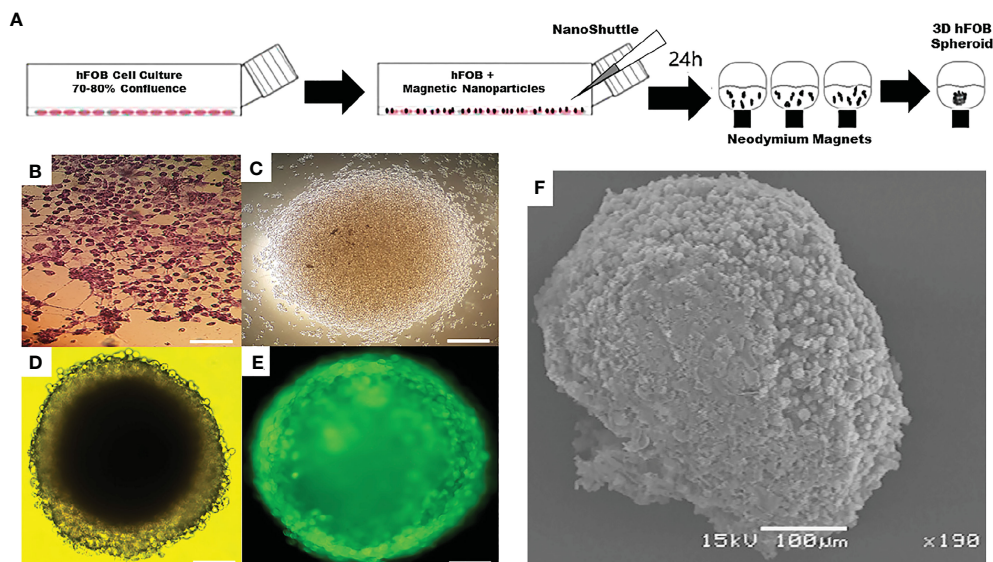 A
hFOB Cell Culture
70-80% Confluence
hFOB +
Magnetic Nanoparticles
NanoShuttle
24h
Neodymium Magnets
3D hFOB
Spheroid
B
C
D
E
F
15kV 100μm x190